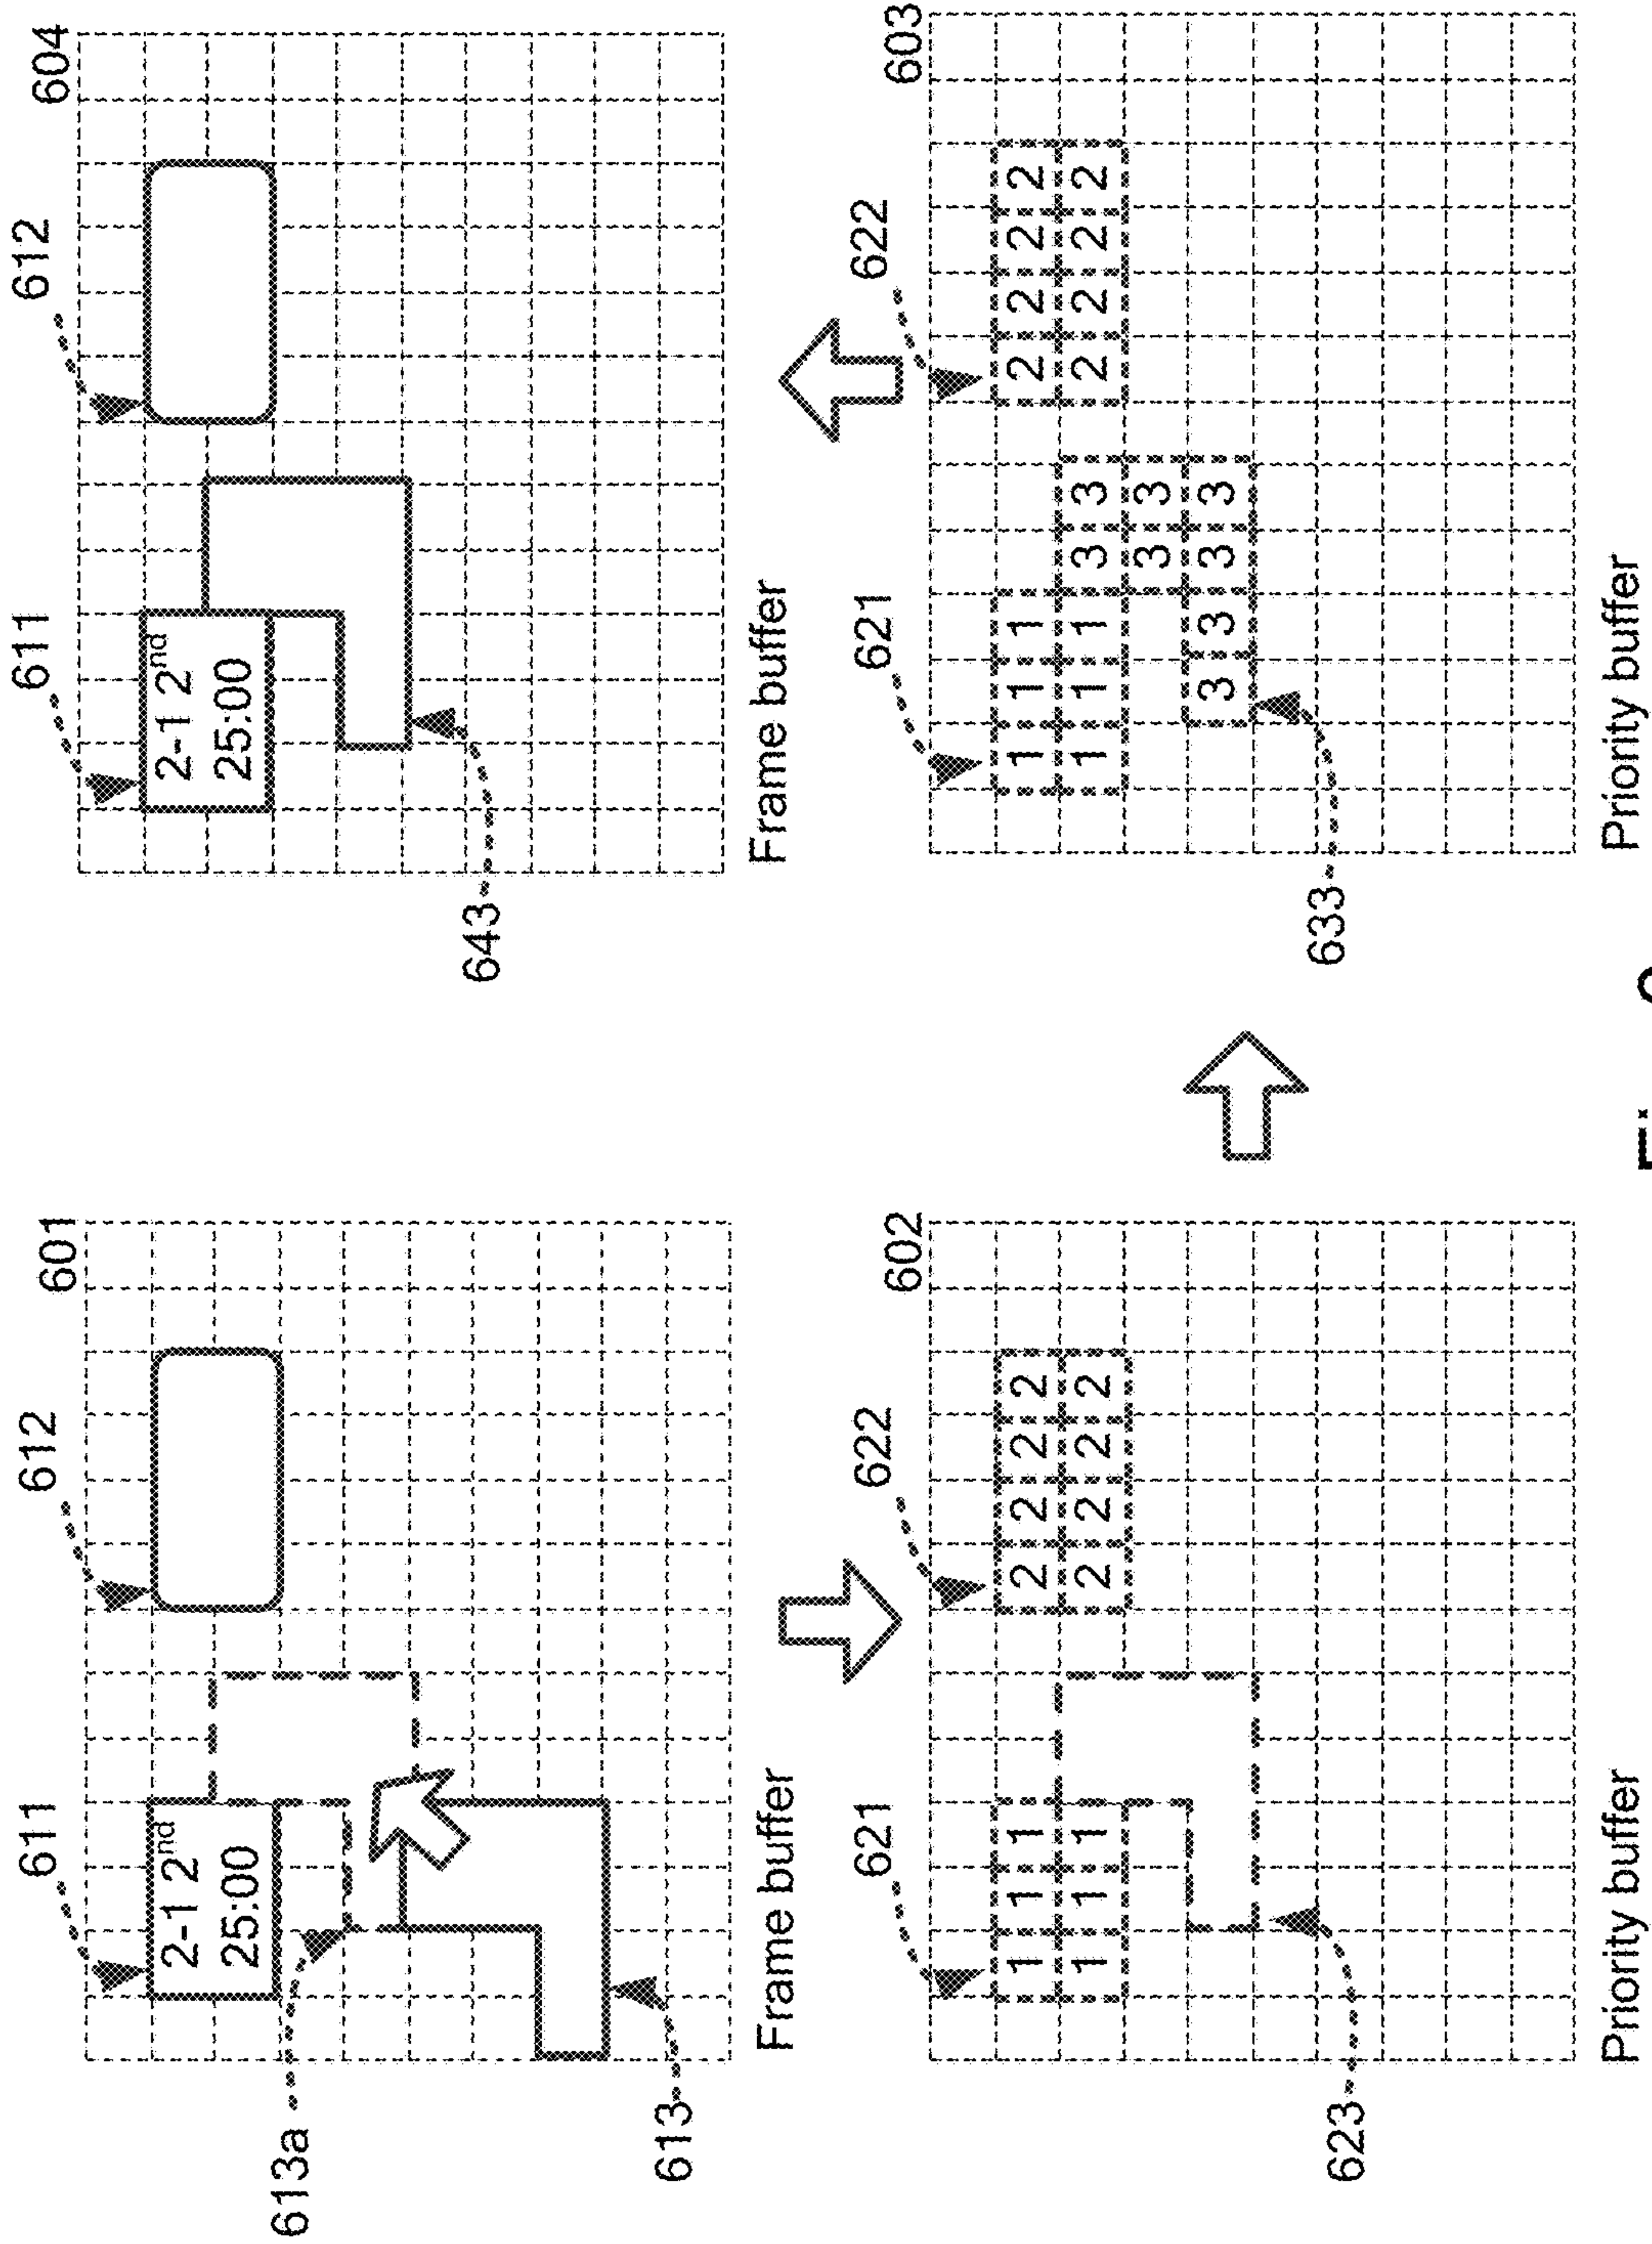 611 612 601
2-1 2nd
25:00
613a
613
Frame buffer
611 612 604
2-1 2nd
25:00
643
Frame buffer
621 622 602
1 1 1 2 2 2 2
1 1 1 2 2 2 2
623
Priority buffer
621 622 603
1 1 1 2 2 2 2
1 1 1 3 3 2 2 2 2
3 3
3 3 3 3
633
Priority buffer